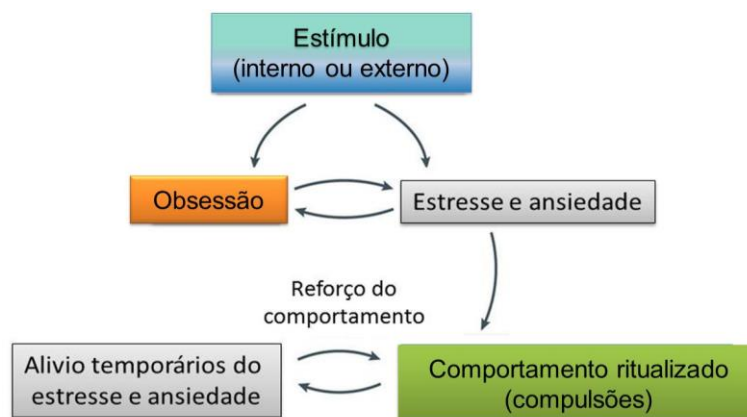 Estímulo
(interno ou externo)
Obsessão
Estresse e ansiedade
Reforço do
comportamento
Alivio temporários do
estresse e ansiedade
Comportamento ritualizado
(compulsões)